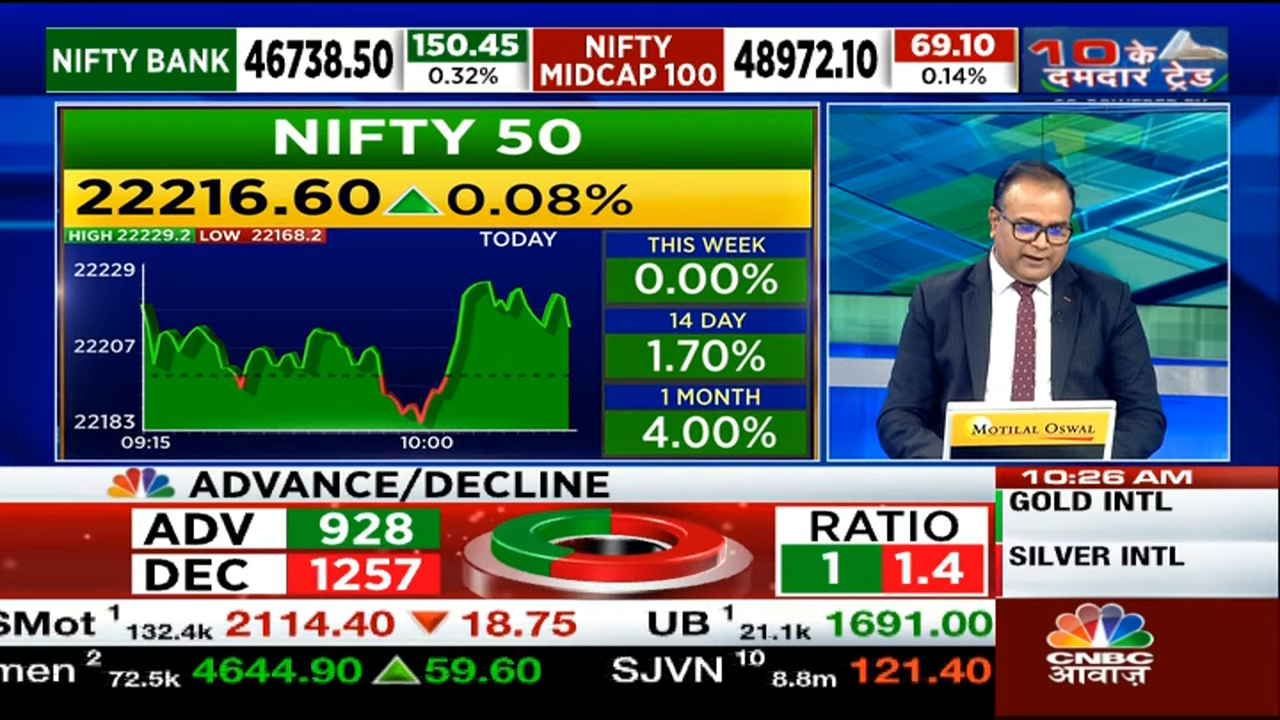 NIFTY BANK
46738.50
150.45
0.32%
NIFTY
MIDCAP 100
48972.10
69.10
0.14%
10 के
दमदार ट्रेड
NIFTY 50
22216.60 0.08%
HIGH 22229.2 LOW 22168.2
TODAY
22229
22207
22183
09:15 10:00
THIS WEEK
0.00%
14 DAY
1.70%
1 MONTH
4.00%
MOTILAL OSWAL
ADVANCE/DECLINE
ADV 928
DEC 1257
RATIO
1 1.4
10:26 AM
GOLD INTL
SILVER INTL
SMot 1 132.4k 2114.40 18.75 UB 1 21.1k 1691.00
men 2 72.5k 4644.90 59.60 SJVN 10 8.8m 121.40
CNBC
आवाज़